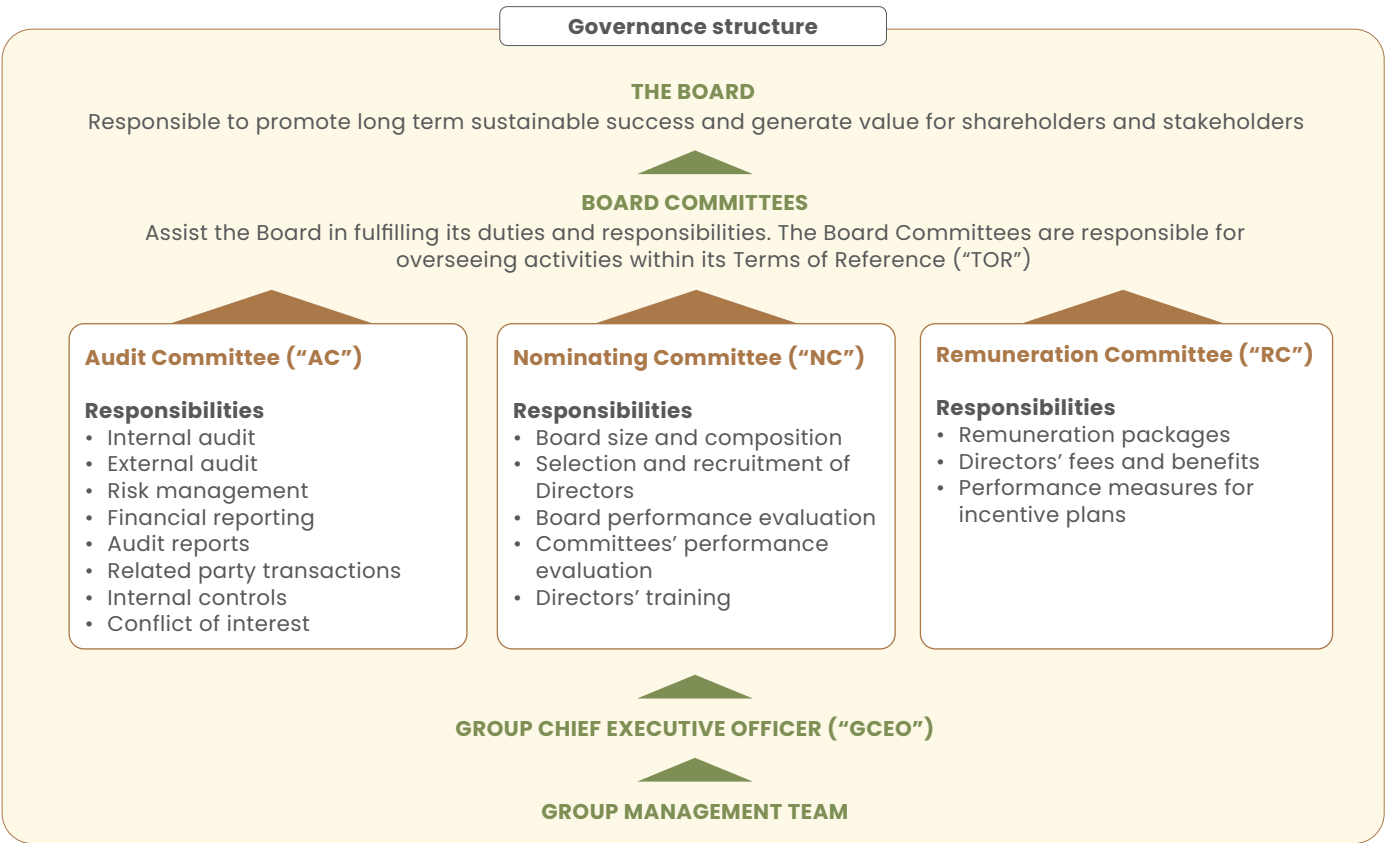 Governance structure
THE BOARD
Responsible to promote long term sustainable success and generate value for shareholders and stakeholders
BOARD COMMITTEES
Assist the Board in fulfilling its duties and responsibilities. The Board Committees are responsible for
overseeing activities within its Terms of Reference (“TOR”)
Audit Committee (“AC”)
Responsibilities
• Internal audit
• External audit
• Risk management
• Financial reporting
• Audit reports
• Related party transactions
• Internal controls
• Conflict of interest
Nominating Committee (“NC”)
Responsibilities
• Board size and composition
• Selection and recruitment of
Directors
• Board performance evaluation
• Committees’ performance
evaluation
• Directors’ training
Remuneration Committee (“RC”)
Responsibilities
• Remuneration packages
• Directors’ fees and benefits
• Performance measures for
incentive plans
GROUP CHIEF EXECUTIVE OFFICER (“GCEO”)
GROUP MANAGEMENT TEAM